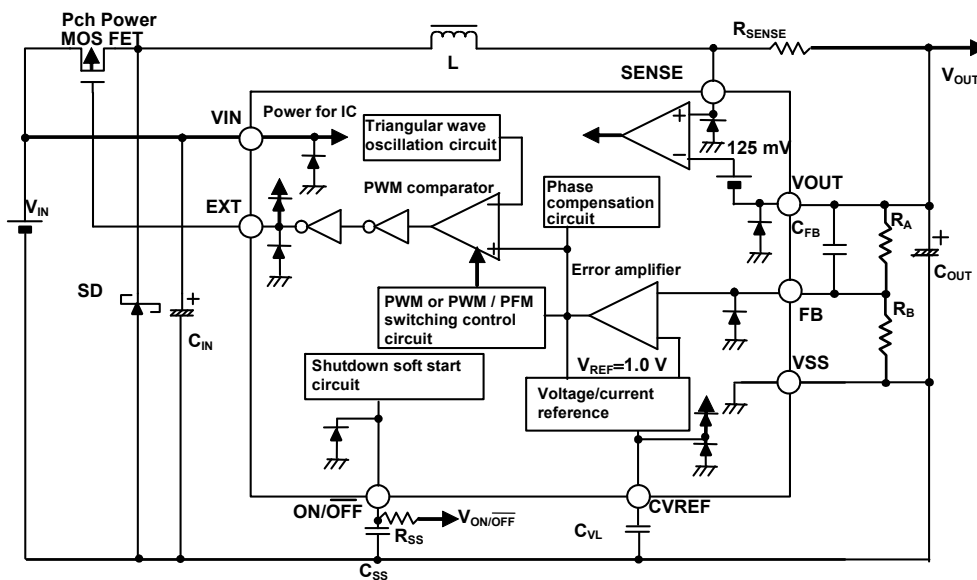 Pch Power
MOS FET
L
RSENSE
VOUT
SENSE
VIN
Power for IC
Triangular wave
oscillation circuit
125 mV
PWM comparator
Phase
compensation
circuit
VOUT
VIN
EXT
CFB
RA
COUT
SD
CIN
Error amplifier
PWM or PWM / PFM
switching control
circuit
FB
RB
VREF=1.0 V
VSS
Shutdown soft start
circuit
Voltage/current
reference
ON/OFF
CVREF
VON/OFF
RSS
CVL
CSS